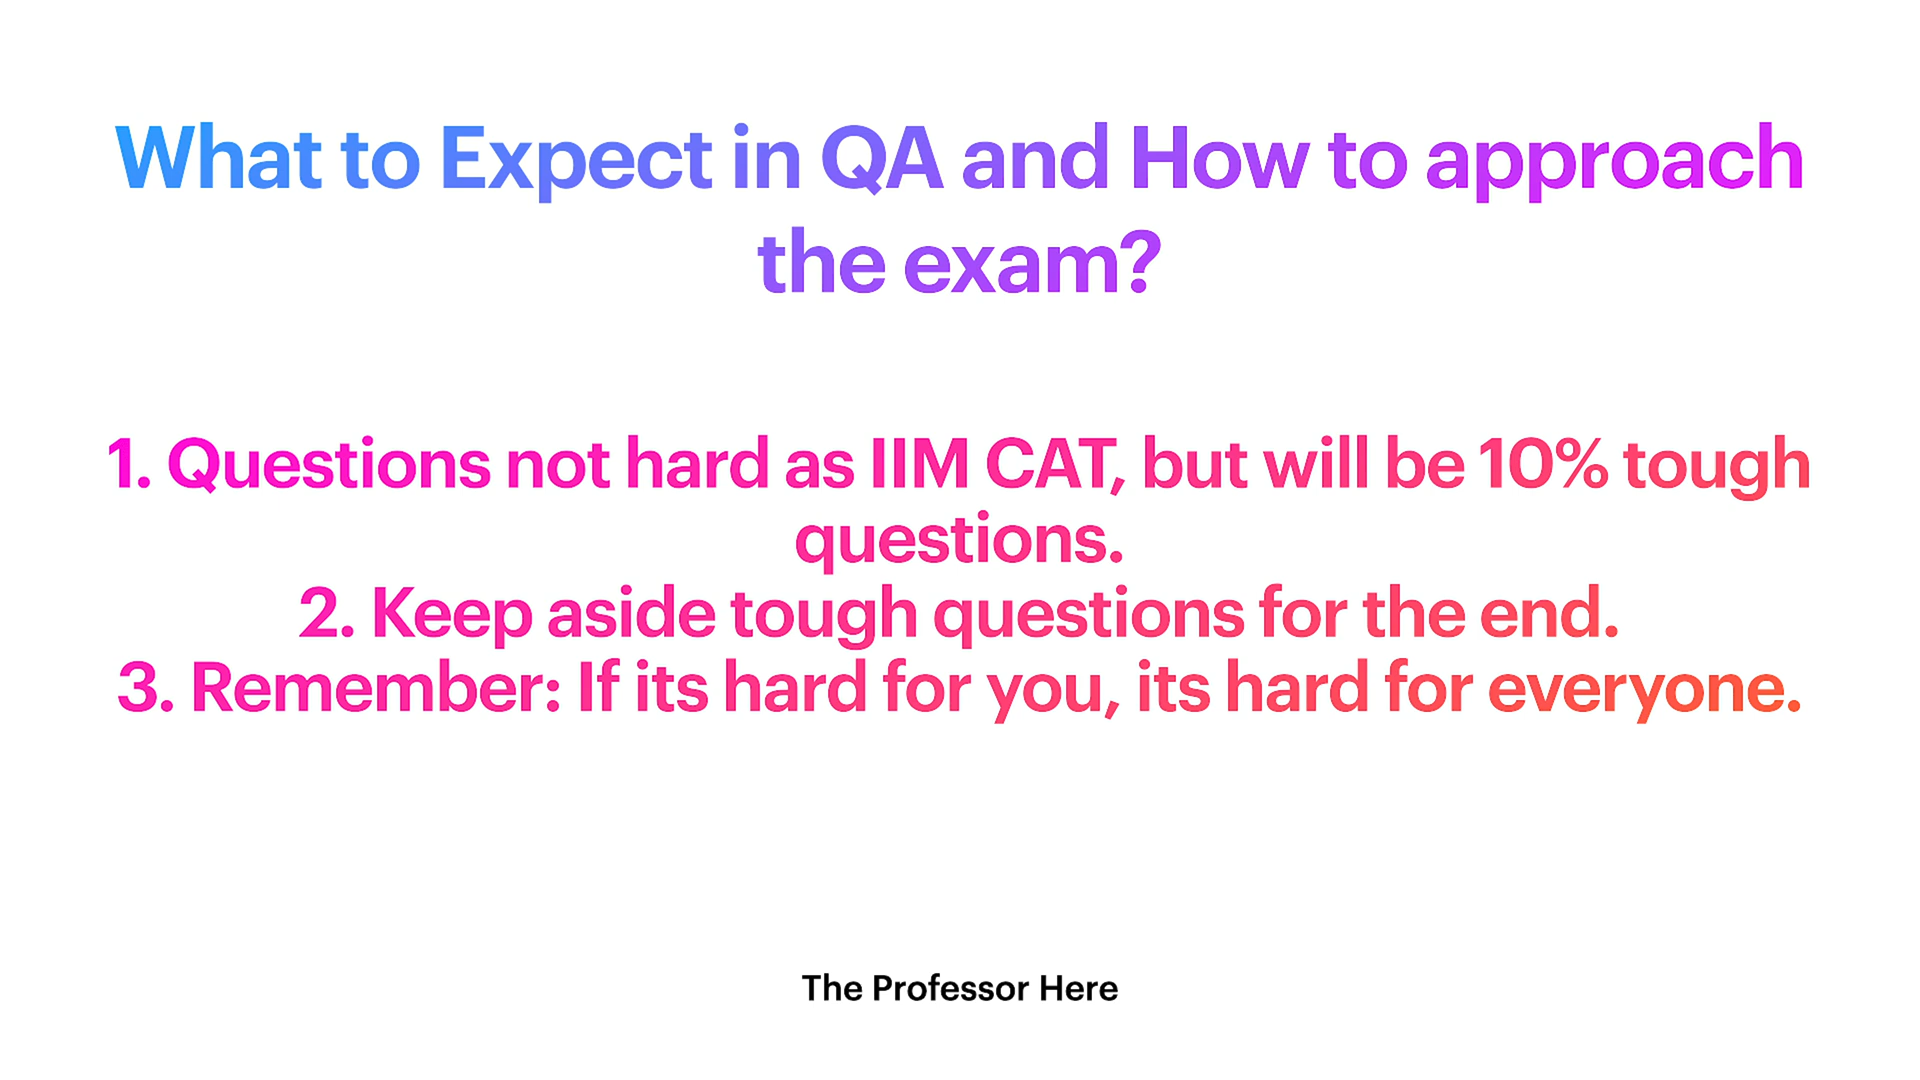 What to Expect in QA and How to approach
the exam?
1. Questions not hard as IIM CAT, but will be 10% tough
questions.
2. Keep aside tough questions for the end.
3. Remember: If its hard for you, its hard for everyone.
The Professor Here